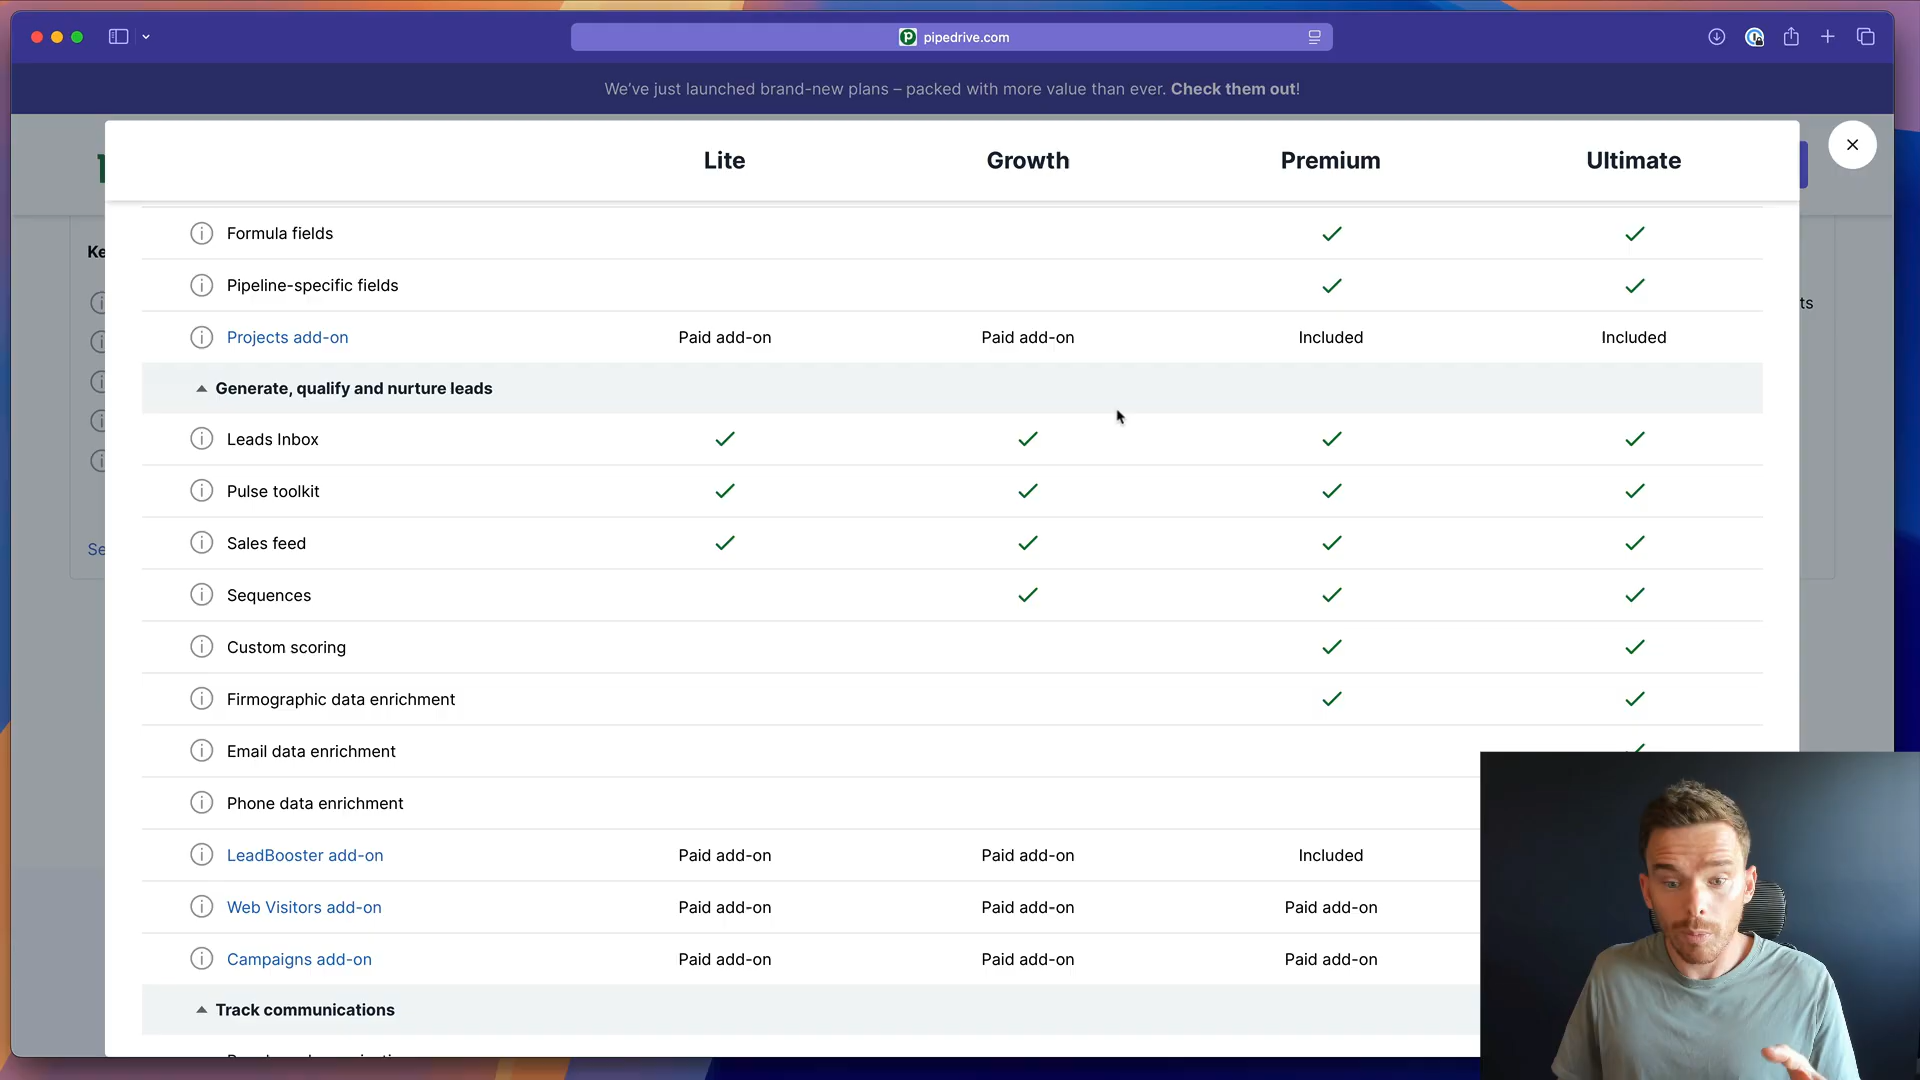 pipedrive.com
We've just launched brand-new plans – packed with more value than ever. Check them out!
Lite Growth Premium Ultimate
Formula fields
Pipeline-specific fields
Projects add-on Paid add-on Paid add-on Included Included
Generate, qualify and nurture leads
Leads Inbox
Pulse toolkit
Sales feed
Sequences
Custom scoring
Firmographic data enrichment
Email data enrichment
Phone data enrichment
LeadBooster add-on Paid add-on Paid add-on Included
Web Visitors add-on Paid add-on Paid add-on Paid add-on
Campaigns add-on Paid add-on Paid add-on Paid add-on
Track communications
Ke
ts
Se